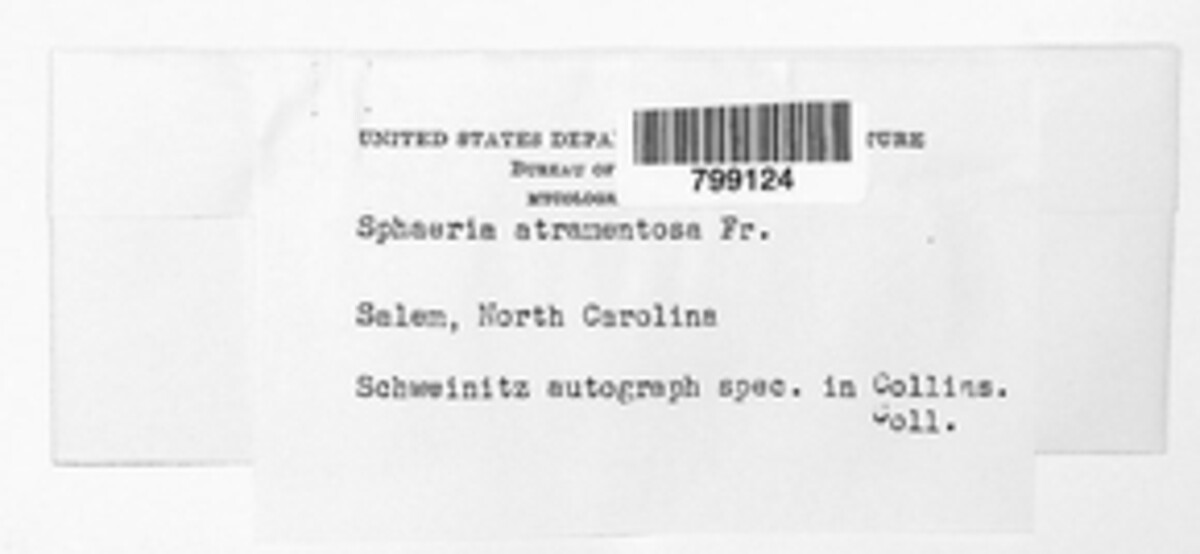 UNITED STATES DEPA
TURE
BUREAU OF
MYCOLOGI
799124
Sphaeria atramentosa Fr.
Salem, North Carolina
Schweinitz autograph spec. in Collins.
Coll.